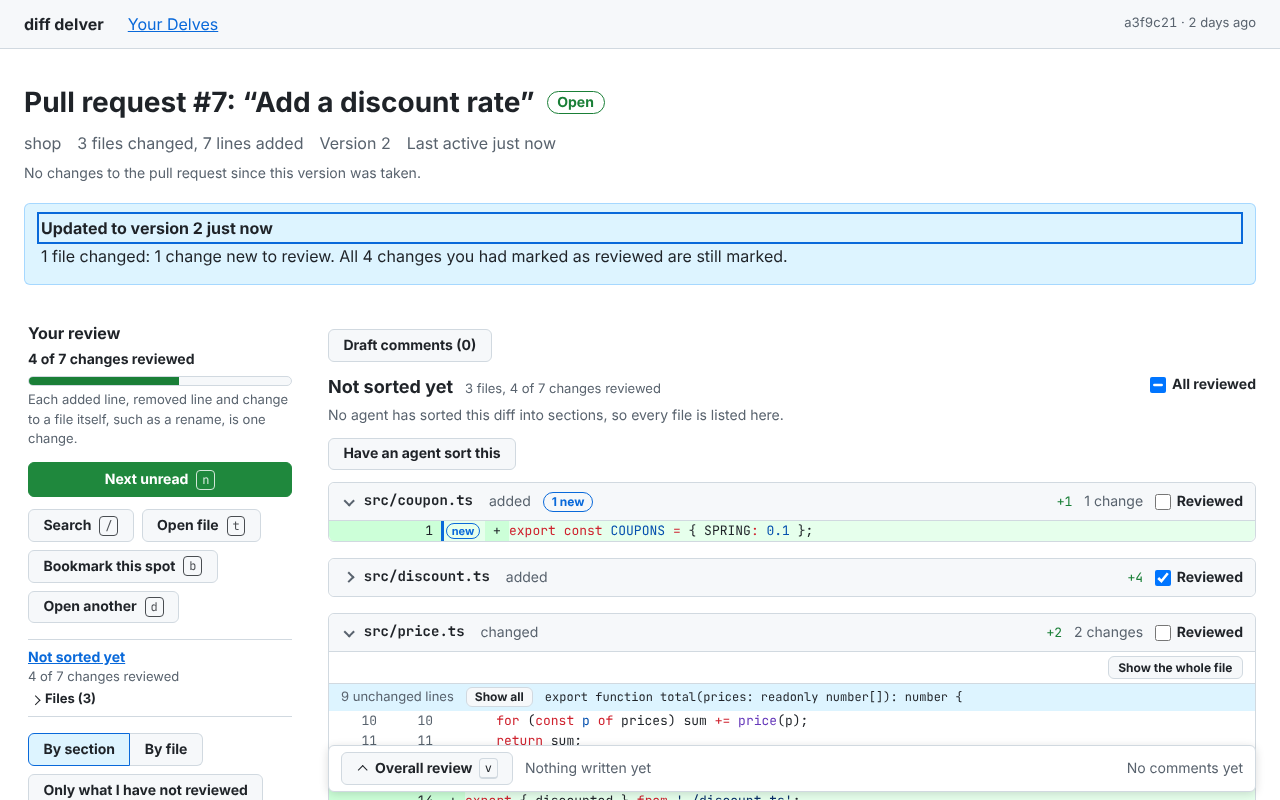 diff delver Your Delves a3f9c21 · 2 days ago
Pull request #7: “Add a discount rate” Open
shop 3 files changed, 7 lines added Version 2 Last active just now
No changes to the pull request since this version was taken.
Updated to version 2 just now
1 file changed: 1 change new to review. All 4 changes you had marked as reviewed are still marked.
Your review
4 of 7 changes reviewed
Each added line, removed line and change
to a file itself, such as a rename, is one
change.
Next unread n
Search / Open file t
Bookmark this spot b
Open another d
Not sorted yet
4 of 7 changes reviewed
Files (3)
By section By file
Only what I have not reviewed
Draft comments (0)
Not sorted yet 3 files, 4 of 7 changes reviewed All reviewed
No agent has sorted this diff into sections, so every file is listed here.
Have an agent sort this
src/coupon.ts added 1 new +1 1 change Reviewed
1 new + export const COUPONS = { SPRING: 0.1 };
src/discount.ts added +4 Reviewed
src/price.ts changed +2 2 changes Reviewed
Show the whole file
9 unchanged lines Show all export function total(prices: readonly number[]): number {
10 10 for (const p of prices) sum += price(p);
11 11 return sum;
Overall review v Nothing written yet No comments yet
14 + export { discounted } from './discount.ts';